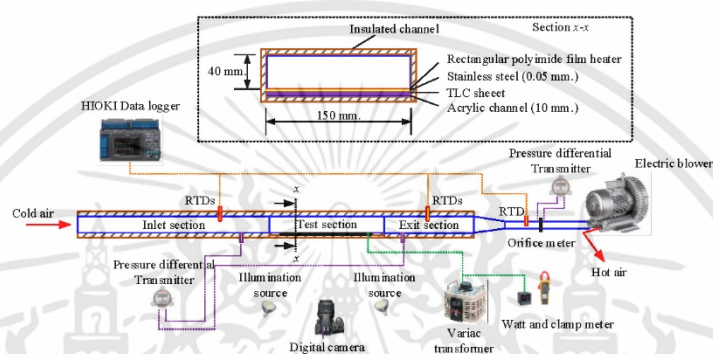 Section x-x
Insulated channel
Rectangular polyimide film heater
Stainless steel (0.05 mm.)
TLC sheeet
Acrylic channel (10 mm.)
40 mm.
150 mm.
HIOKI Data logger
Pressure differential
Transmitter
Electric blower
x
RTDs
RTDs
RTD
Cold air
Inlet section
Test section
Exit section
Orifice meter
x
Hot air
Pressure differential
Transmitter
Illumination
source
Illumination
source
Digital camera
Variac
transformer
Watt and clamp meter